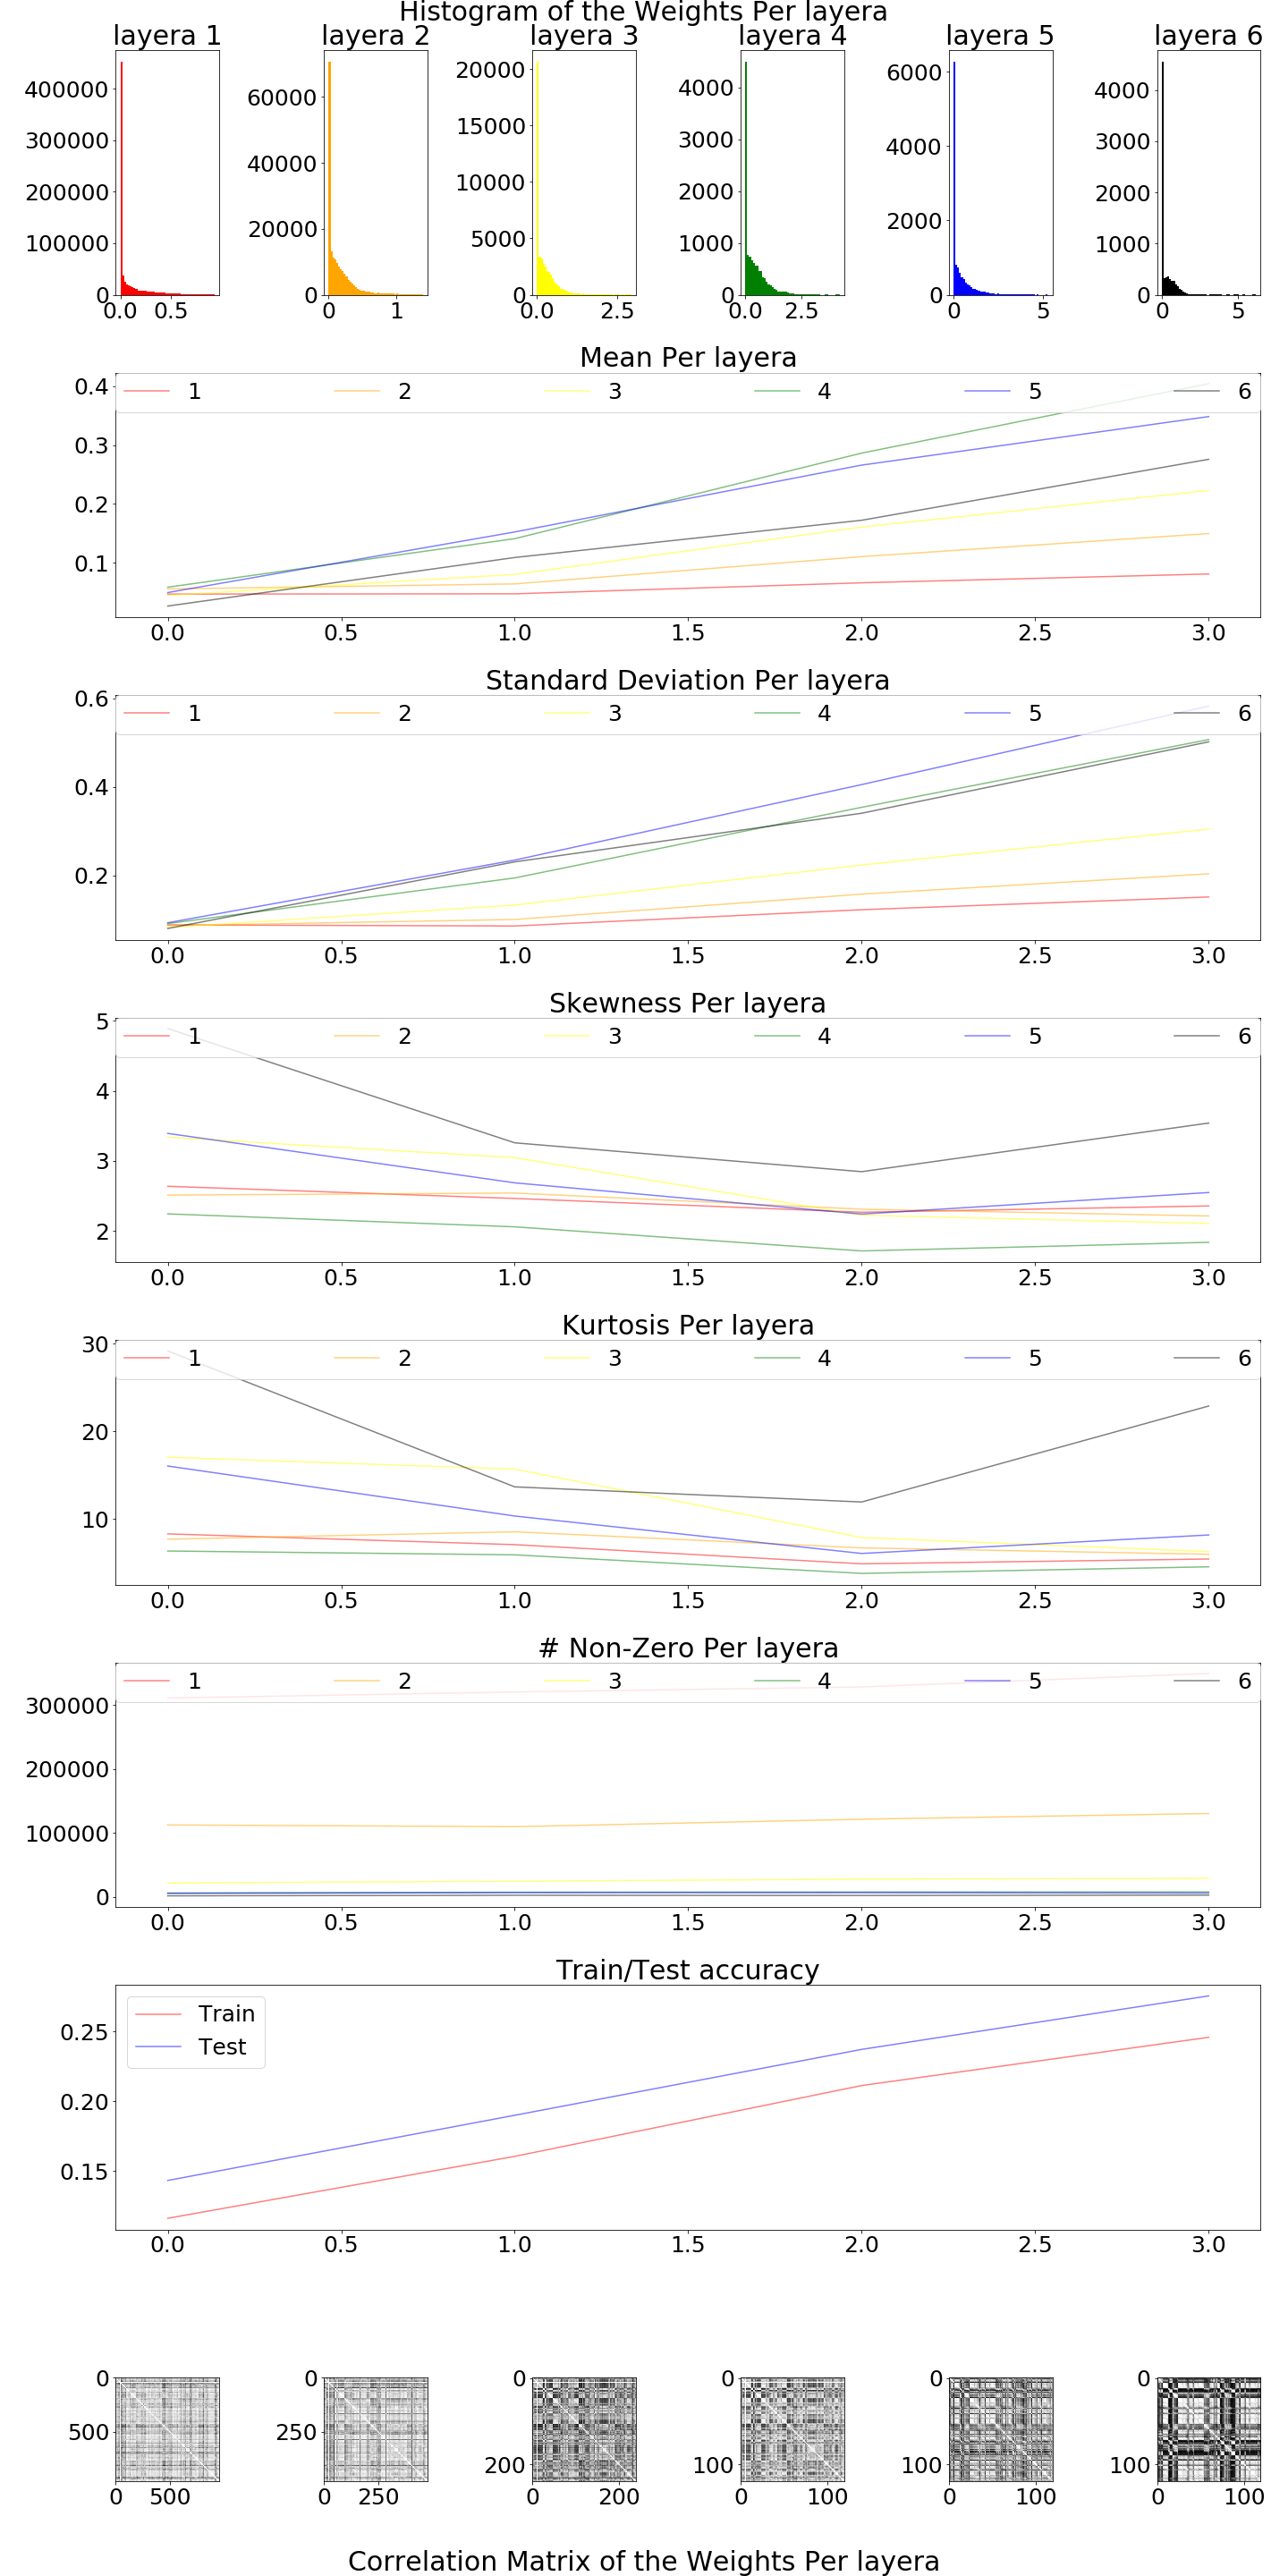 Histogram of the Weights Per layera
layera 1 layera 2 layera 3 layera 4 layera 5 layera 6
400000 300000 200000 100000 0
0.0 0.5
60000 40000 20000 0
0 1
20000 15000 10000 5000 0
0.0 2.5
4000 3000 2000 1000 0
0.0 2.5
6000 4000 2000 0
0 5
4000 3000 2000 1000 0
0 5
Mean Per layera
1 2 3 4 5 6
0.4
0.3
0.2
0.1
0.0 0.5 1.0 1.5 2.0 2.5 3.0
Standard Deviation Per layera
1 2 3 4 5 6
0.6
0.4
0.2
0.0 0.5 1.0 1.5 2.0 2.5 3.0
Skewness Per layera
1 2 3 4 5 6
5
4
3
2
0.0 0.5 1.0 1.5 2.0 2.5 3.0
Kurtosis Per layera
1 2 3 4 5 6
30
20
10
0.0 0.5 1.0 1.5 2.0 2.5 3.0
# Non-Zero Per layera
1 2 3 4 5 6
300000
200000
100000
0
0.0 0.5 1.0 1.5 2.0 2.5 3.0
Train/Test accuracy
Train
Test
0.25
0.20
0.15
0.0 0.5 1.0 1.5 2.0 2.5 3.0
0 500
0 500
0 250
0 250
0 200
0 200
0 100
0 100
0 100
0 100
0 100
0 100
Correlation Matrix of the Weights Per layera